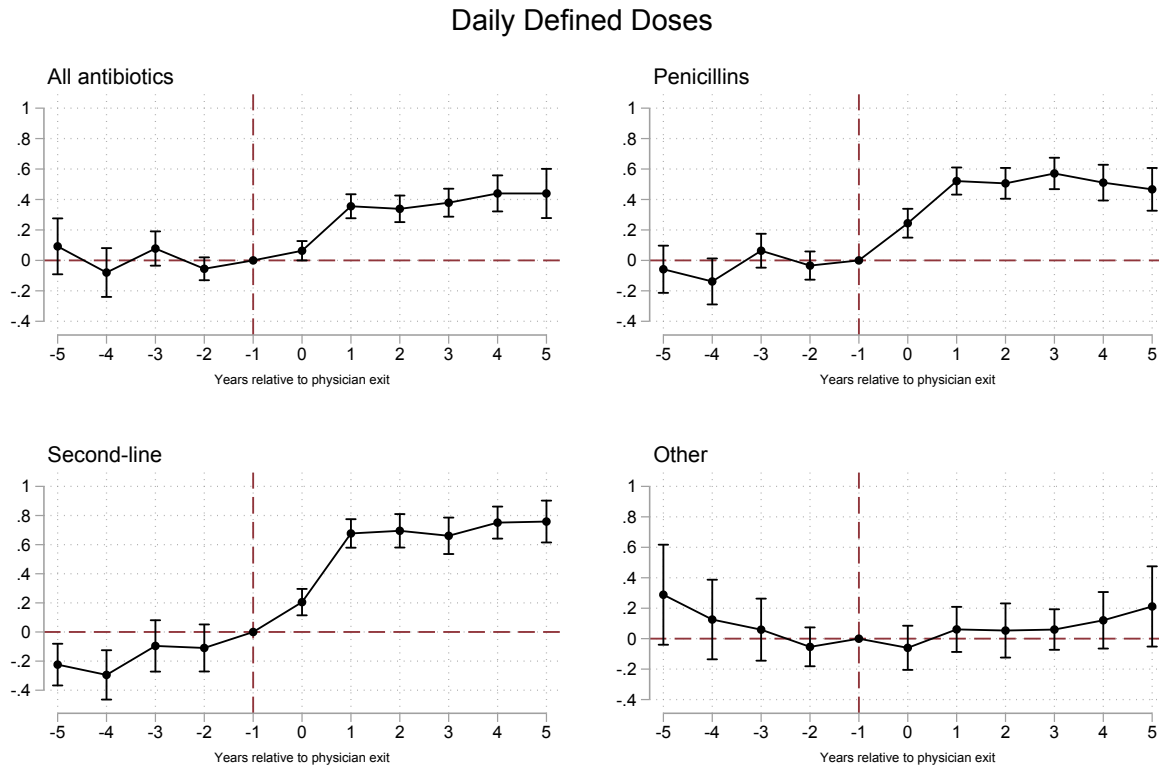 Daily Defined Doses
All antibiotics
1
.8
.6
.4
.2
0
-.2
-.4
-5 -4 -3 -2 -1 0 1 2 3 4 5
Years relative to physician exit
Penicillins
1
.8
.6
.4
.2
0
-.2
-.4
-5 -4 -3 -2 -1 0 1 2 3 4 5
Years relative to physician exit
Second-line
1
.8
.6
.4
.2
0
-.2
-.4
-5 -4 -3 -2 -1 0 1 2 3 4 5
Years relative to physician exit
Other
1
.8
.6
.4
.2
0
-.2
-.4
-5 -4 -3 -2 -1 0 1 2 3 4 5
Years relative to physician exit